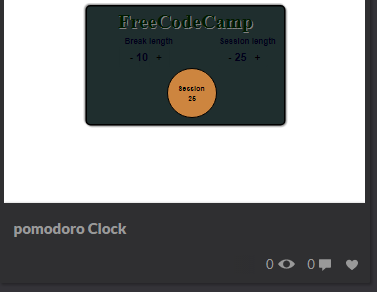 FreeCodeCamp
Break length Session length
- 10 + - 25 +
Session
25
pomodoro Clock
0 0